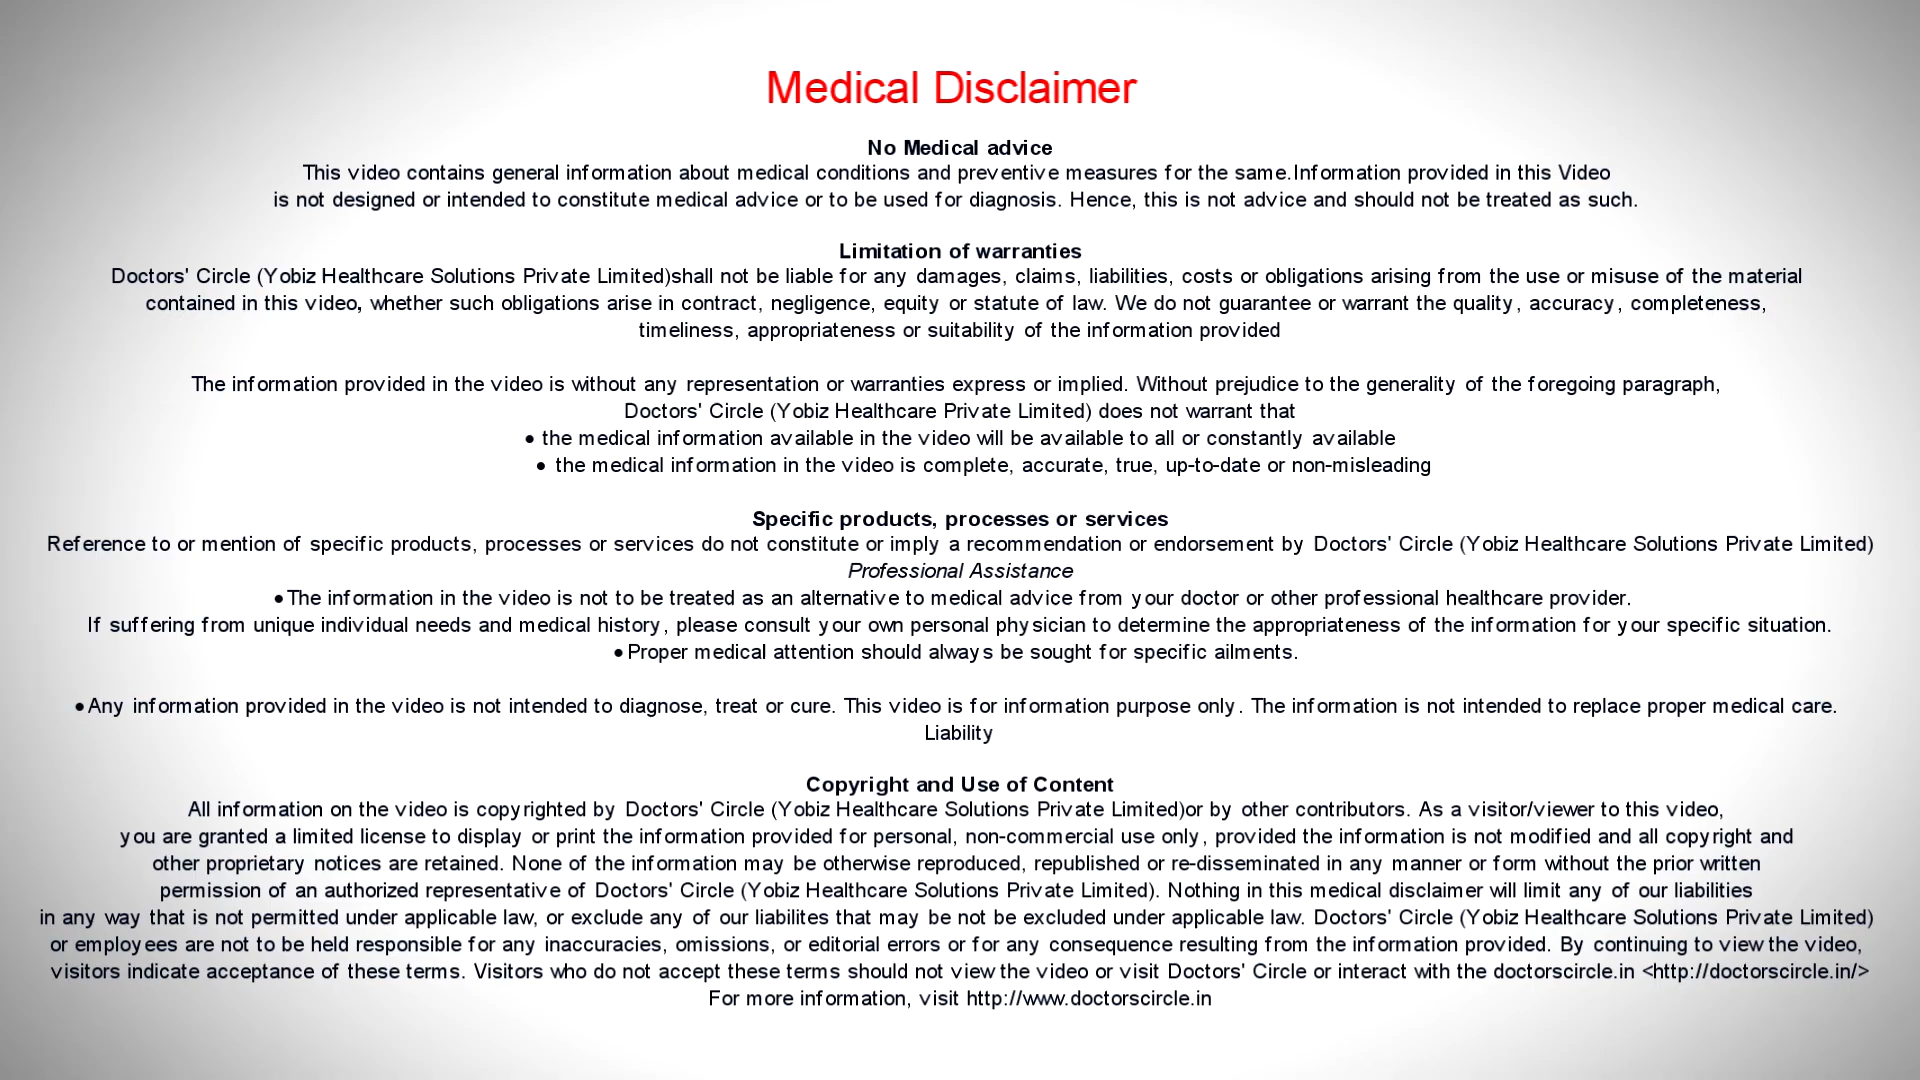 Medical Disclaimer
No Medical advice
This video contains general information about medical conditions and preventive measures for the same.Information provided in this Video
is not designed or intended to constitute medical advice or to be used for diagnosis. Hence, this is not advice and should not be treated as such.
Limitation of warranties
Doctors' Circle (Yobiz Healthcare Solutions Private Limited)shall not be liable for any damages, claims, liabilities, costs or obligations arising from the use or misuse of the material
contained in this video, whether such obligations arise in contract, negligence, equity or statute of law. We do not guarantee or warrant the quality, accuracy, completeness,
timeliness, appropriateness or suitability of the information provided
The information provided in the video is without any representation or warranties express or implied. Without prejudice to the generality of the foregoing paragraph,
Doctors' Circle (Yobiz Healthcare Private Limited) does not warrant that
• the medical information available in the video will be available to all or constantly available
• the medical information in the video is complete, accurate, true, up-to-date or non-misleading
Specific products, processes or services
Reference to or mention of specific products, processes or services do not constitute or imply a recommendation or endorsement by Doctors' Circle (Yobiz Healthcare Solutions Private Limited)
Professional Assistance
•The information in the video is not to be treated as an alternative to medical advice from your doctor or other professional healthcare provider.
If suffering from unique individual needs and medical history, please consult your own personal physician to determine the appropriateness of the information for your specific situation.
•Proper medical attention should always be sought for specific ailments.
•Any information provided in the video is not intended to diagnose, treat or cure. This video is for information purpose only. The information is not intended to replace proper medical care.
Liability
Copyright and Use of Content
All information on the video is copyrighted by Doctors' Circle (Yobiz Healthcare Solutions Private Limited)or by other contributors. As a visitor/viewer to this video,
you are granted a limited license to display or print the information provided for personal, non-commercial use only, provided the information is not modified and all copyright and
other proprietary notices are retained. None of the information may be otherwise reproduced, republished or re-disseminated in any manner or form without the prior written
permission of an authorized representative of Doctors' Circle (Yobiz Healthcare Solutions Private Limited). Nothing in this medical disclaimer will limit any of our liabilities
in any way that is not permitted under applicable law, or exclude any of our liabilites that may be not be excluded under applicable law. Doctors' Circle (Yobiz Healthcare Solutions Private Limited)
or employees are not to be held responsible for any inaccuracies, omissions, or editorial errors or for any consequence resulting from the information provided. By continuing to view the video,
visitors indicate acceptance of these terms. Visitors who do not accept these terms should not view the video or visit Doctors' Circle or interact with the doctorscircle.in <http://doctorscircle.in/>
For more information, visit http://www.doctorscircle.in